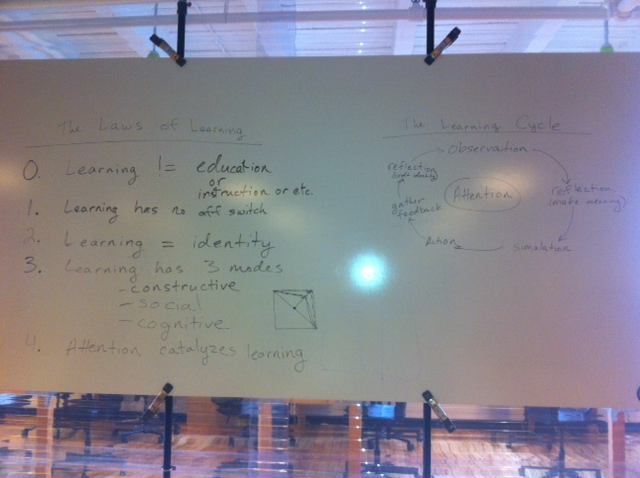 The Laws of Learning
0. Learning != education
or
instruction or etc.
1. Learning has no off switch
2. Learning = identity
3. Learning has 3 modes
- constructive
- social
- cognitive
4. Attention catalyzes learning
The Learning Cycle
Observation
reflection
(make meaning)
simulation
Action
gather
feedback
reflection
Attention